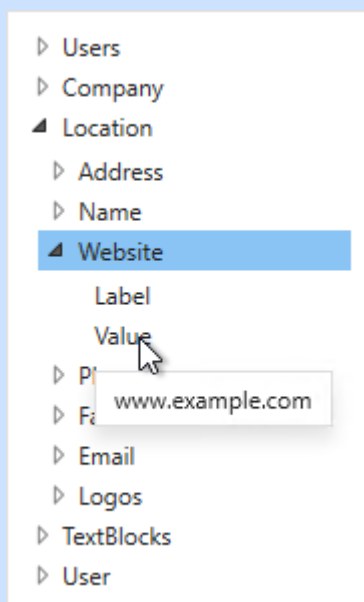 Users
Company
Location
Address
Name
Website
Label
Value
www.example.com
Email
Logos
TextBlocks
User